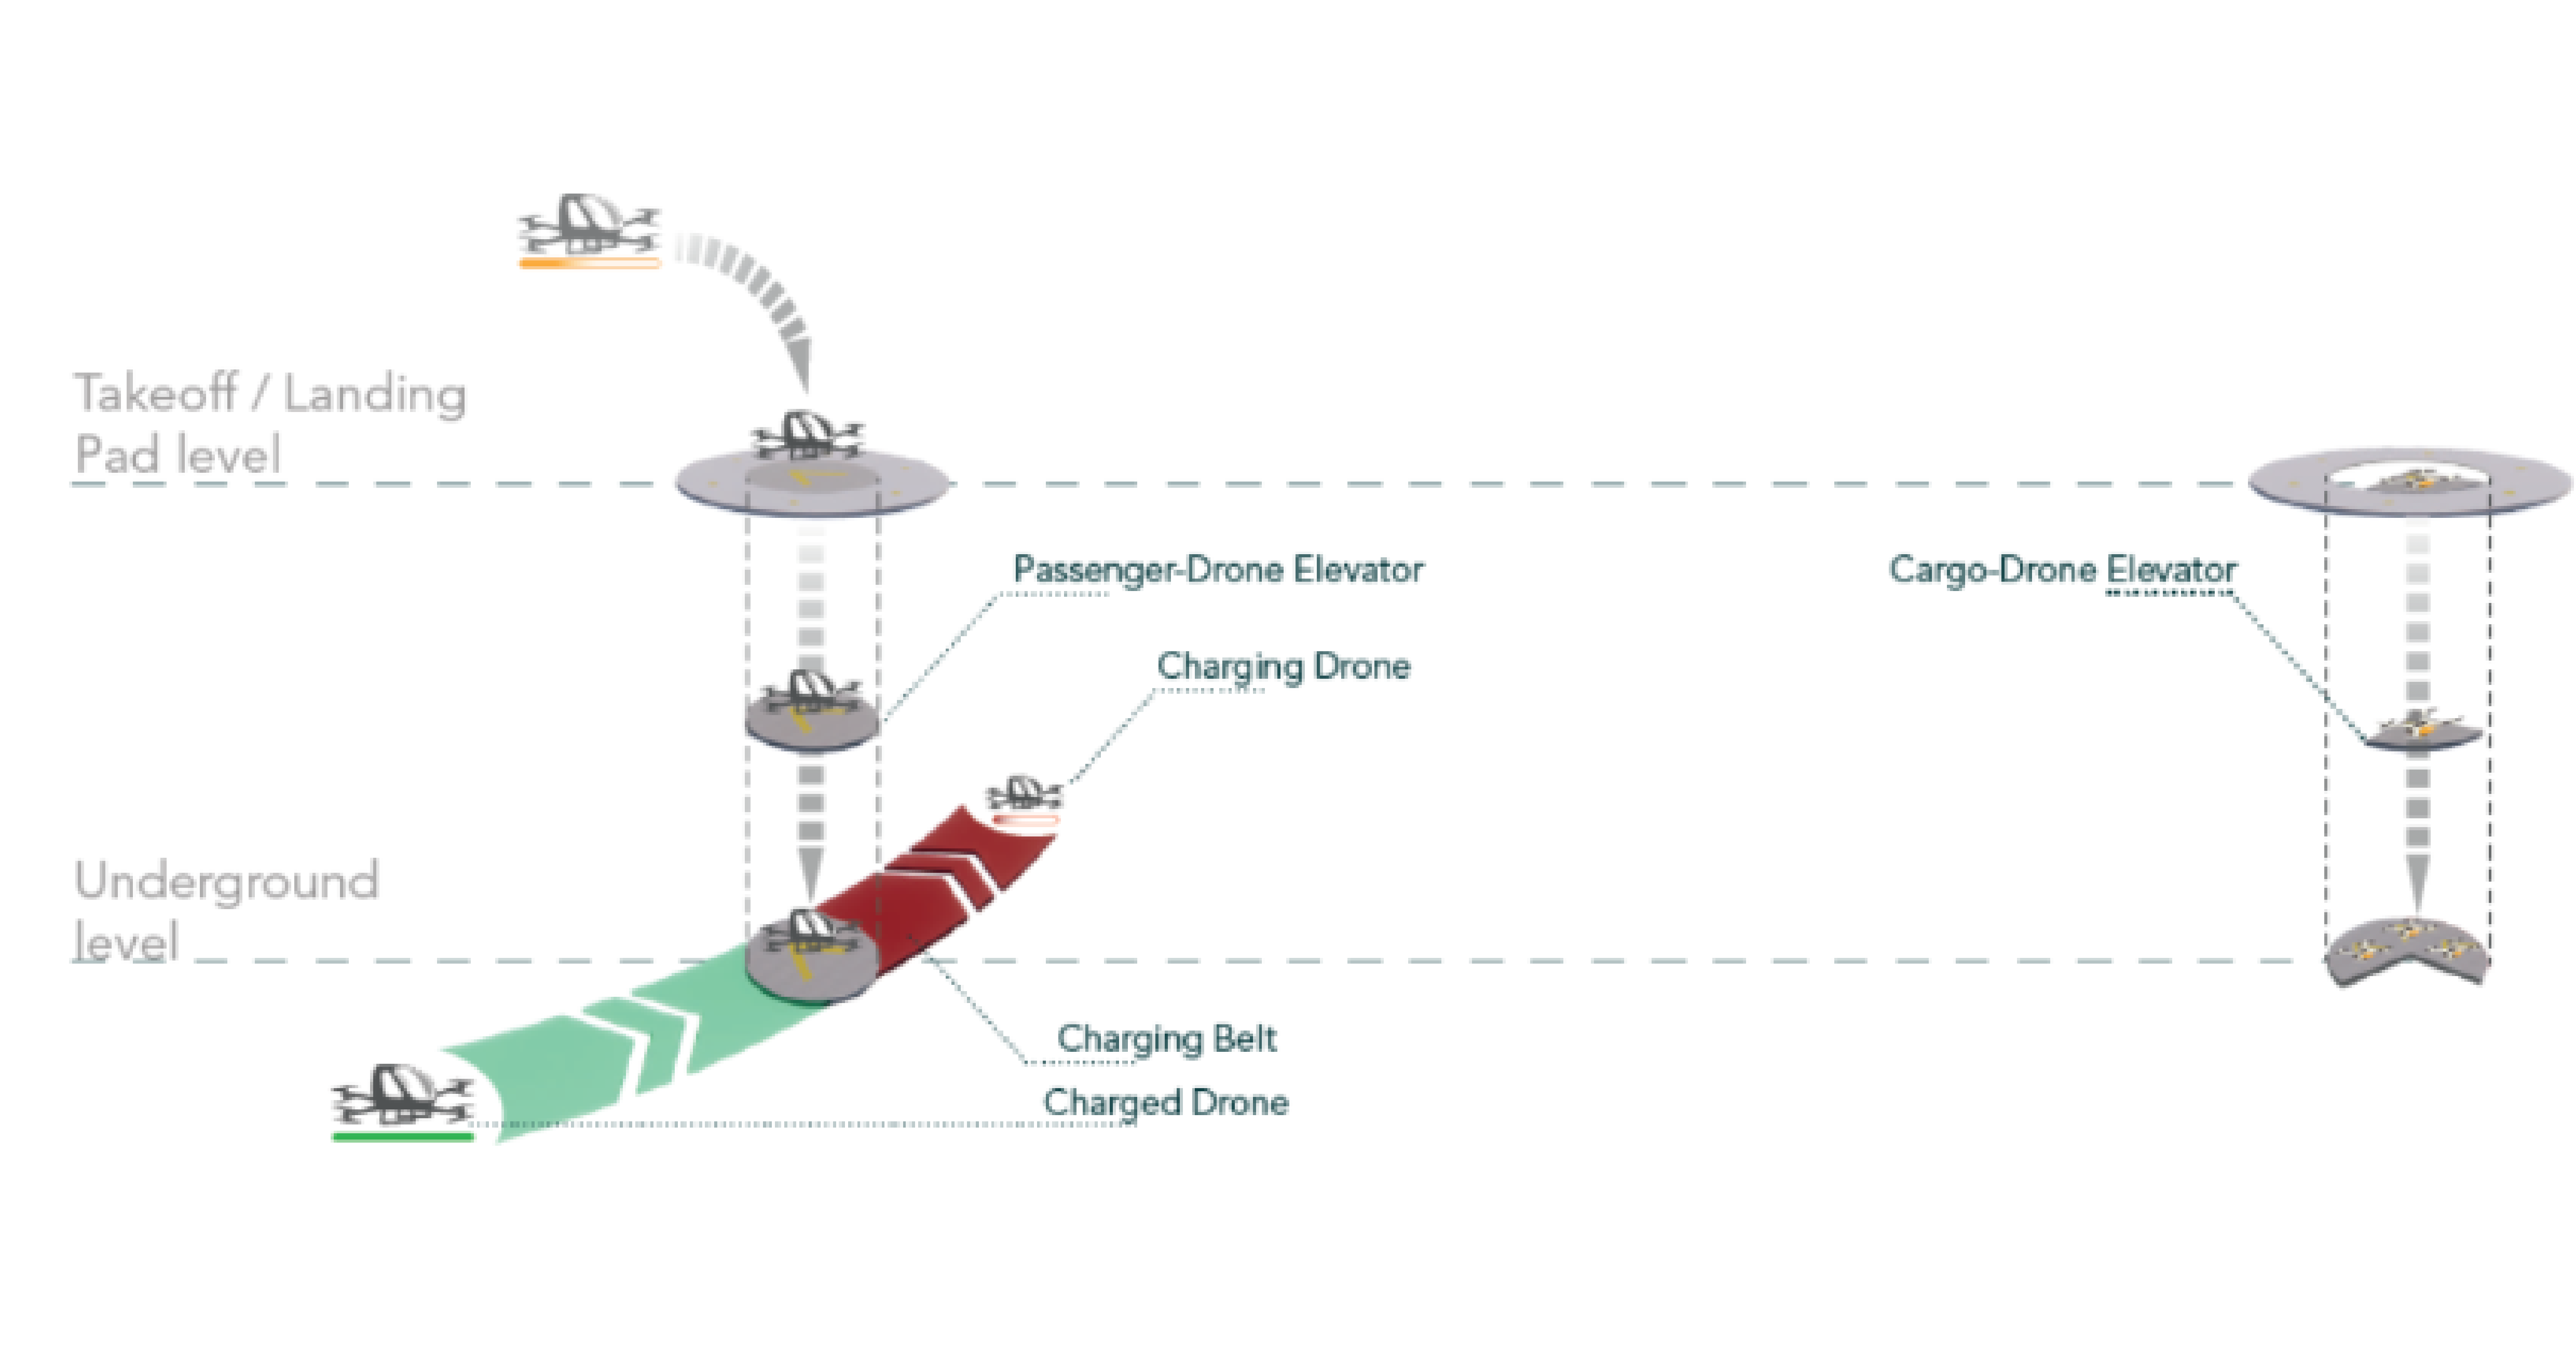 Takeoff / Landing
Pad level
Passenger-Drone Elevator
Cargo-Drone Elevator
Charging Drone
Underground
level
Charging Belt
Charged Drone